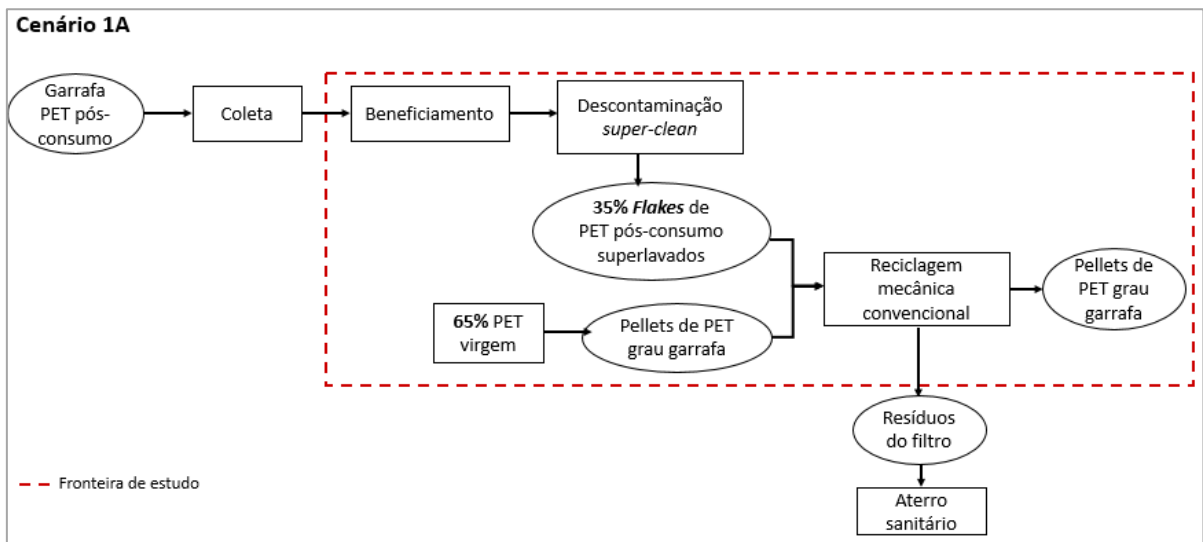 Cenário 1A
Garrafa
PET pós-
consumo
Coleta
Beneficiamento
Descontaminação
super-clean
35% Flakes de
PET pós-consumo
superlavados
65% PET
virgem
Pellets de PET
grau garrafa
Reciclagem
mecânica
convencional
Pellets de
PET grau
garrafa
Resíduos
do filtro
Aterro
sanitário
Fronteira de estudo